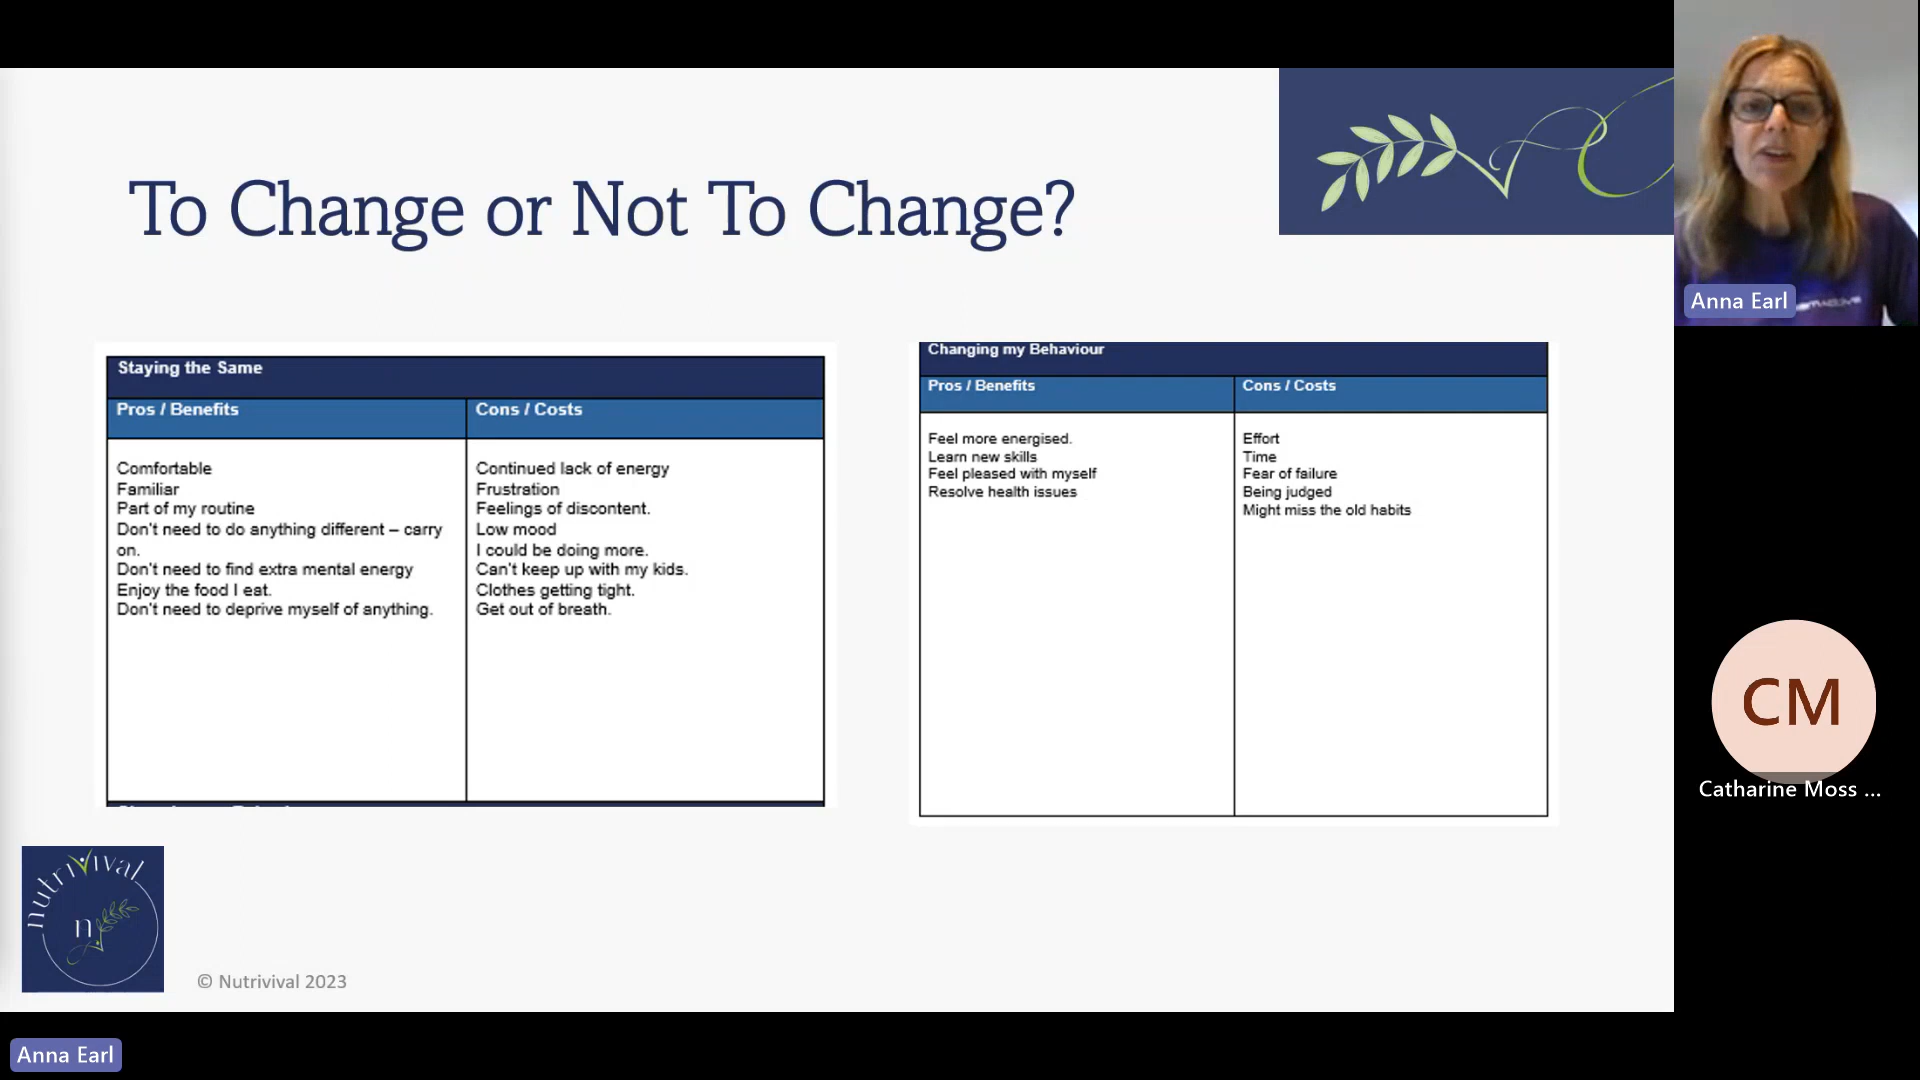 To Change or Not To Change?
Staying the Same
Pros / Benefits
Cons / Costs
Comfortable
Familiar
Part of my routine
Don't need to do anything different – carry
on.
Don't need to find extra mental energy
Enjoy the food I eat.
Don't need to deprive myself of anything.
Continued lack of energy
Frustration
Feelings of discontent.
Low mood
I could be doing more.
Can't keep up with my kids.
Clothes getting tight.
Get out of breath.
Changing my Behaviour
Pros / Benefits
Cons / Costs
Feel more energised.
Learn new skills
Feel pleased with myself
Resolve health issues
Effort
Time
Fear of failure
Being judged
Might miss the old habits
nutrivival
n
© Nutrivival 2023
Anna Earl
CM
Catharine Moss ...
Anna Earl